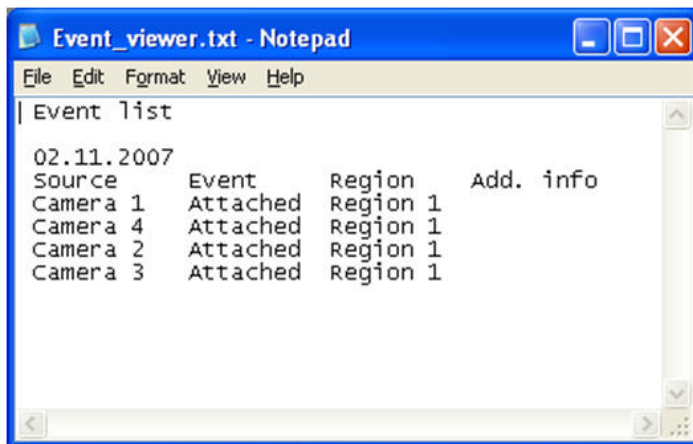 Event_viewer.txt - Notepad
File Edit Format View Help
Event list
02.11.2007
Source Event Region Add. info
Camera 1 Attached Region 1
Camera 4 Attached Region 1
Camera 2 Attached Region 1
Camera 3 Attached Region 1